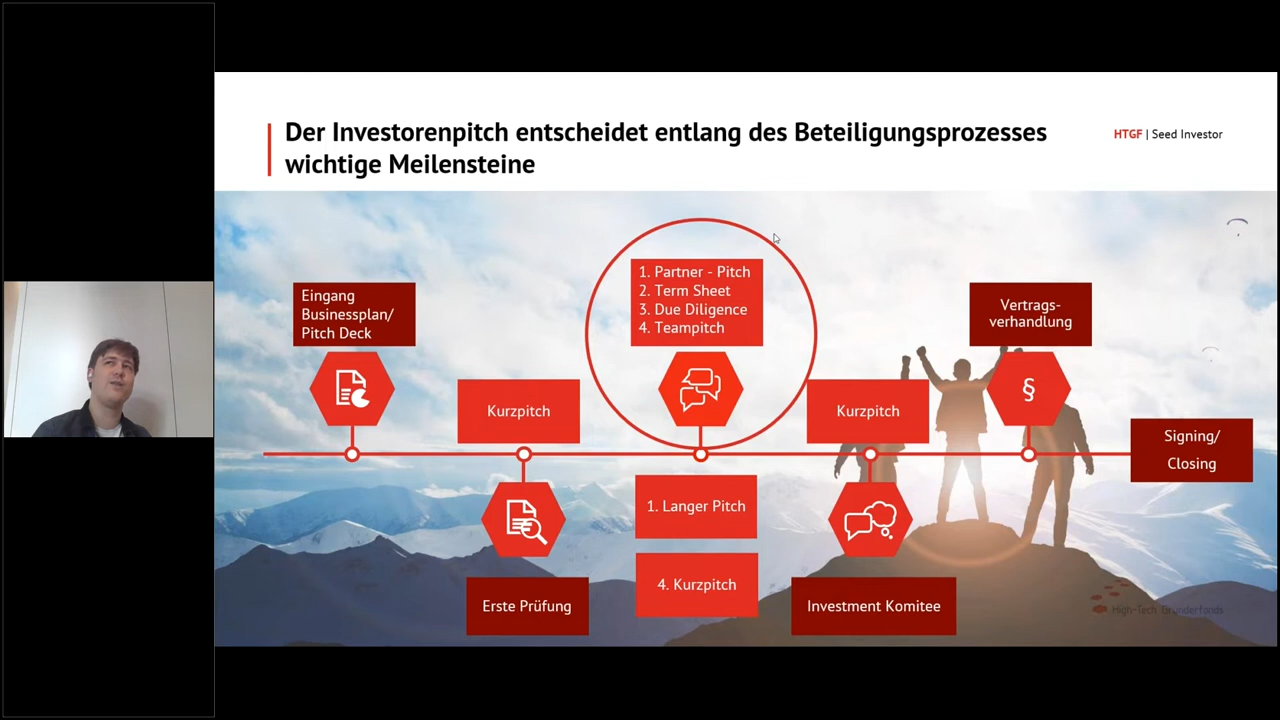 Der Investorenpitch entscheidet entlang des Beteiligungsprozesses
wichtige Meilensteine
HTGF | Seed Investor
Eingang
Businessplan/
Pitch Deck
Kurzpitch
1. Partner - Pitch
2. Term Sheet
3. Due Diligence
4. Teampitch
Kurzpitch
Vertrags-
verhandlung
§
Signing/
Closing
Erste Prüfung
1. Langer Pitch
4. Kurzpitch
Investment Komitee
High-Tech Gründerfonds